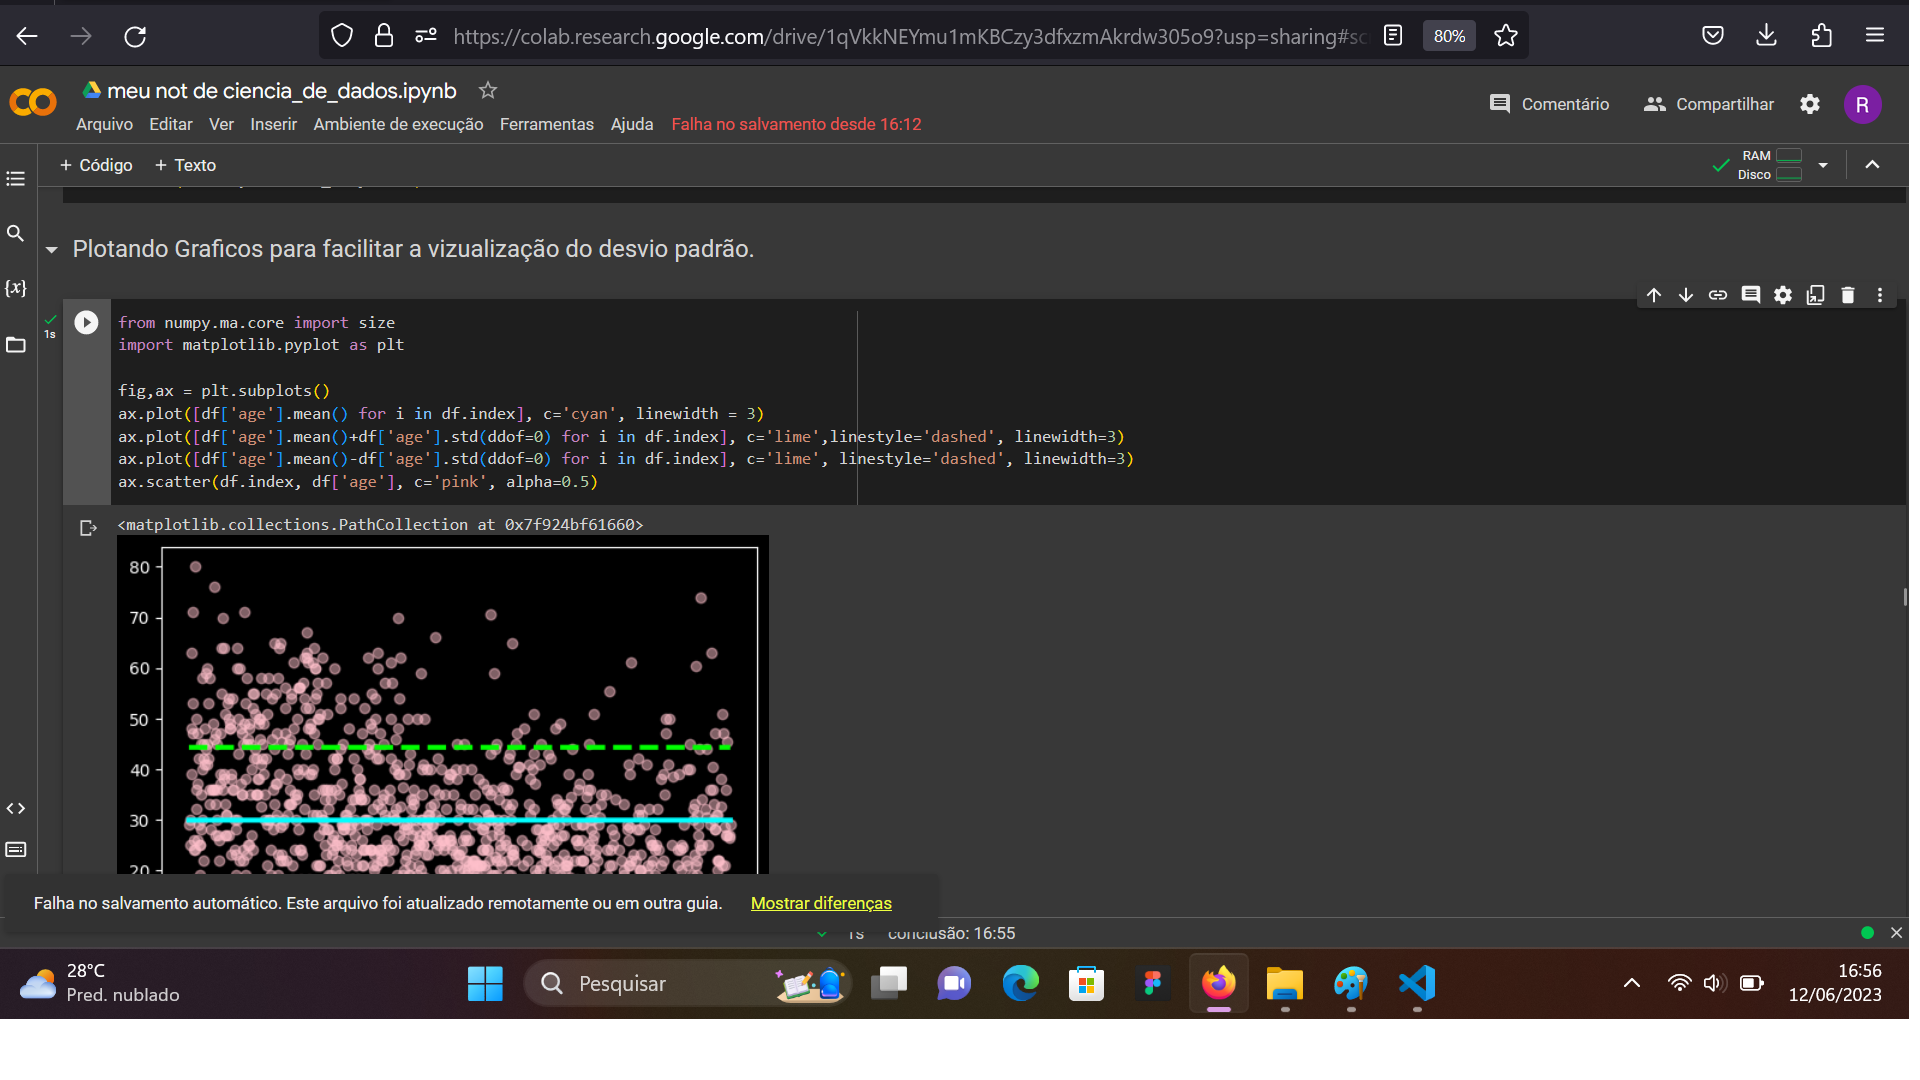 https://colab.research.google.com/drive/1qVkkNEYmu1mKBCzy3dfxzmAkrdw305o9?usp=sharing#sc
80%
meu not de ciencia_de_dados.ipynb
Comentário
Compartilhar
R
Arquivo Editar Ver Inserir Ambiente de execução Ferramentas Ajuda Falha no salvamento desde 16:12
+ Código + Texto
RAM
Disco
Plotando Graficos para facilitar a vizualização do desvio padrão.
{x}
1s
from numpy.ma.core import size
import matplotlib.pyplot as plt
fig,ax = plt.subplots()
ax.plot([df['age'].mean() for i in df.index], c='cyan', linewidth = 3)
ax.plot([df['age'].mean()+df['age'].std(ddof=0) for i in df.index], c='lime',linestyle='dashed', linewidth=3)
ax.plot([df['age'].mean()-df['age'].std(ddof=0) for i in df.index], c='lime', linestyle='dashed', linewidth=3)
ax.scatter(df.index, df['age'], c='pink', alpha=0.5)
<matplotlib.collections.PathCollection at 0x7f924bf61660>
80
70
60
50
40
30
20
Falha no salvamento automático. Este arquivo foi atualizado remotamente ou em outra guia. Mostrar diferenças
1s conclusão: 16:55
28°C
Pred. nublado
Pesquisar
16:56
12/06/2023